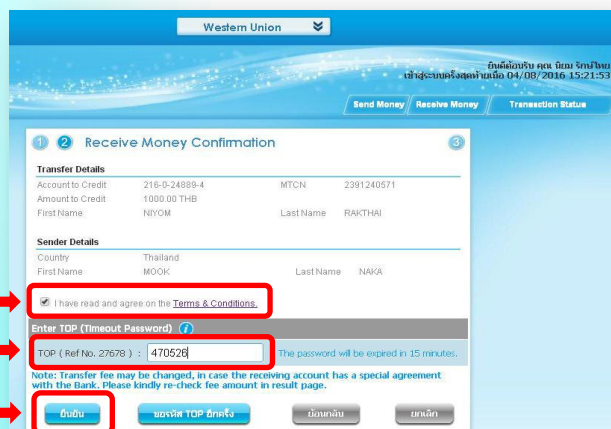 Western Union
ยินดีต้อนรับ คุณ นิยม รักษ์ไทย
เข้าสู่ระบบครั้งสุดท้ายเมื่อ 04/08/2016 15:21:53
Send Money Receive Money Transaction Status
1 2 Receive Money Confirmation 3
Transfer Details
Account to Credit 216-0-24889-4 MTCN 2391240571
Amount to Credit 1000.00 THB
First Name NIYOM Last Name RAKTHAI
Sender Details
Country Thailand
First Name MOOK Last Name NAKA
I have read and agree on the Terms & Conditions.
Enter TOP (Timeout Password) i
TOP ( Ref No. 27678 ) : 470526 The password will be expired in 15 minutes.
Note: Transfer fee may be changed, in case the receiving account has a special agreement
with the Bank. Please kindly re-check fee amount in result page.
ยืนยัน ขอรหัส TOP อีกครั้ง ย้อนกลับ ยกเลิก